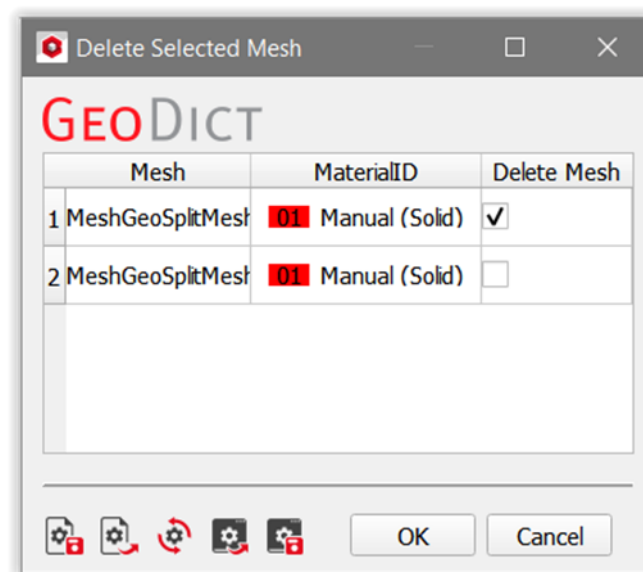 Delete Selected Mesh
GEODICT
Mesh MaterialID Delete Mesh
1 MeshGeoSplitMesh 01 Manual (Solid)
2 MeshGeoSplitMesh 01 Manual (Solid)
OK Cancel